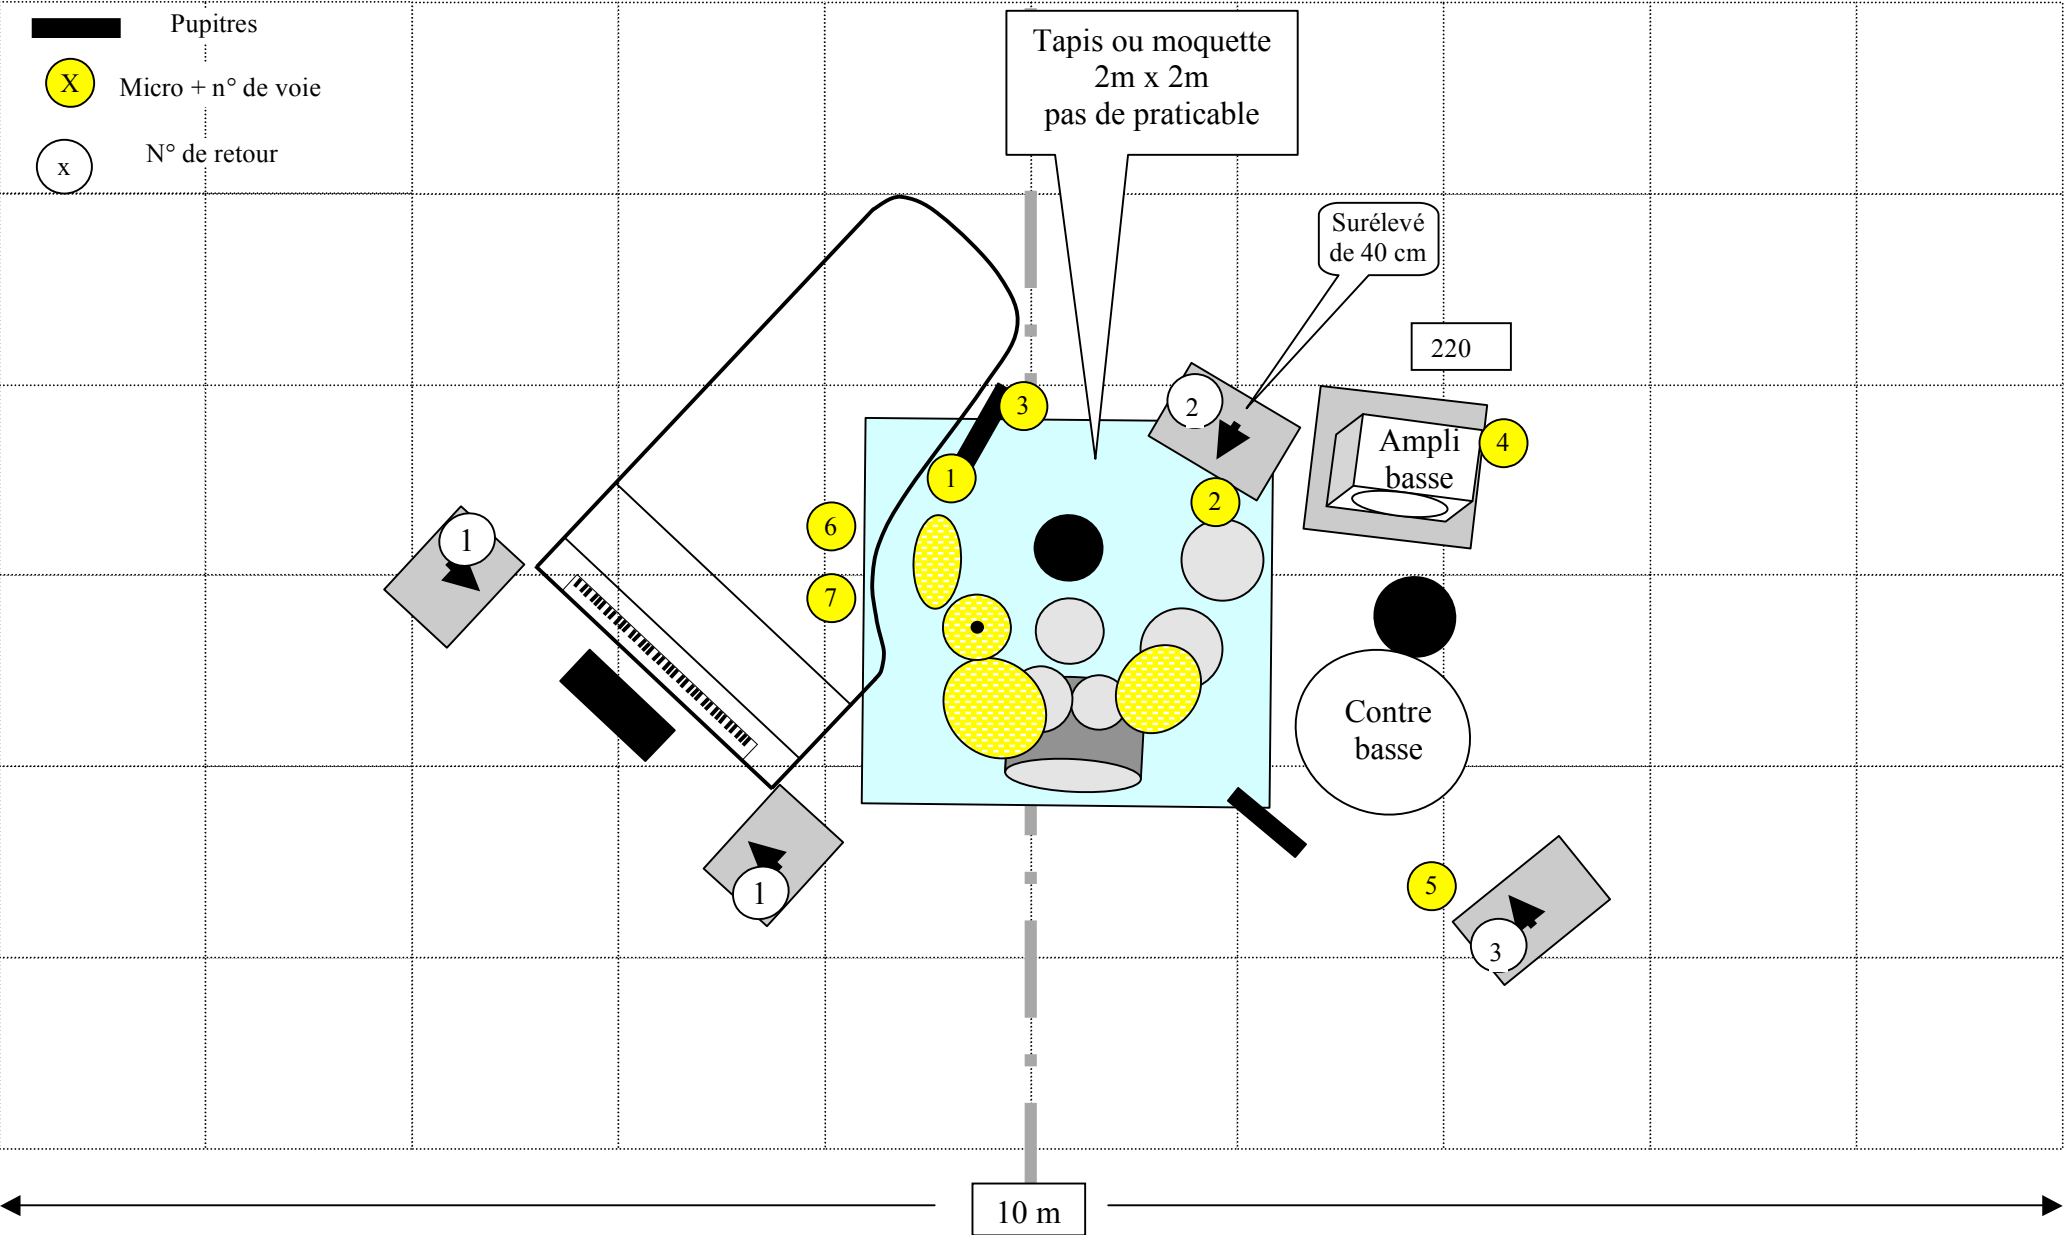 Pupitres
X
Micro + n° de voie
x
N° de retour
Tapis ou moquette
2m x 2m
pas de praticable
Surélevé
de 40 cm
220
2
3
Ampli
basse
4
1
2
6
1
7
Contre
basse
1
5
3
10 m